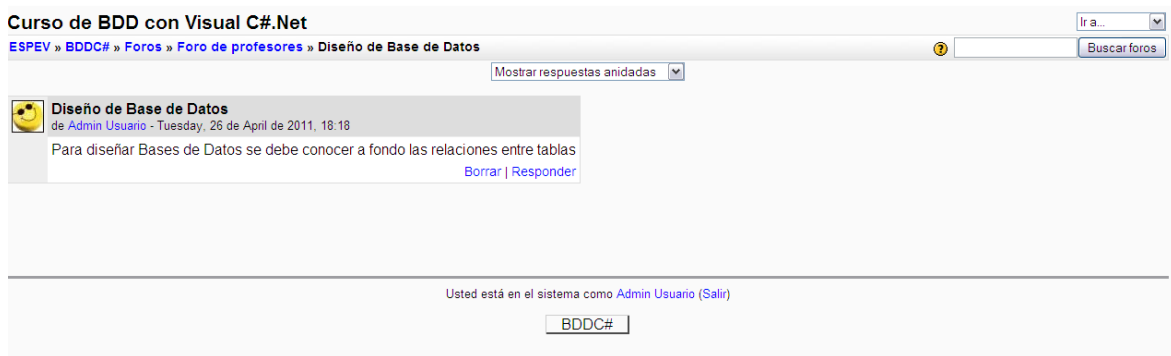 Curso de BDD con Visual C#.Net
Ir a...
ESPEV » BDDC# » Foros » Foro de profesores » Diseño de Base de Datos
?
Buscar foros
Mostrar respuestas anidadas
Diseño de Base de Datos
de Admin Usuario - Tuesday, 26 de April de 2011, 18:18
Para diseñar Bases de Datos se debe conocer a fondo las relaciones entre tablas
Borrar | Responder
Usted está en el sistema como Admin Usuario (Salir)
BDDC#